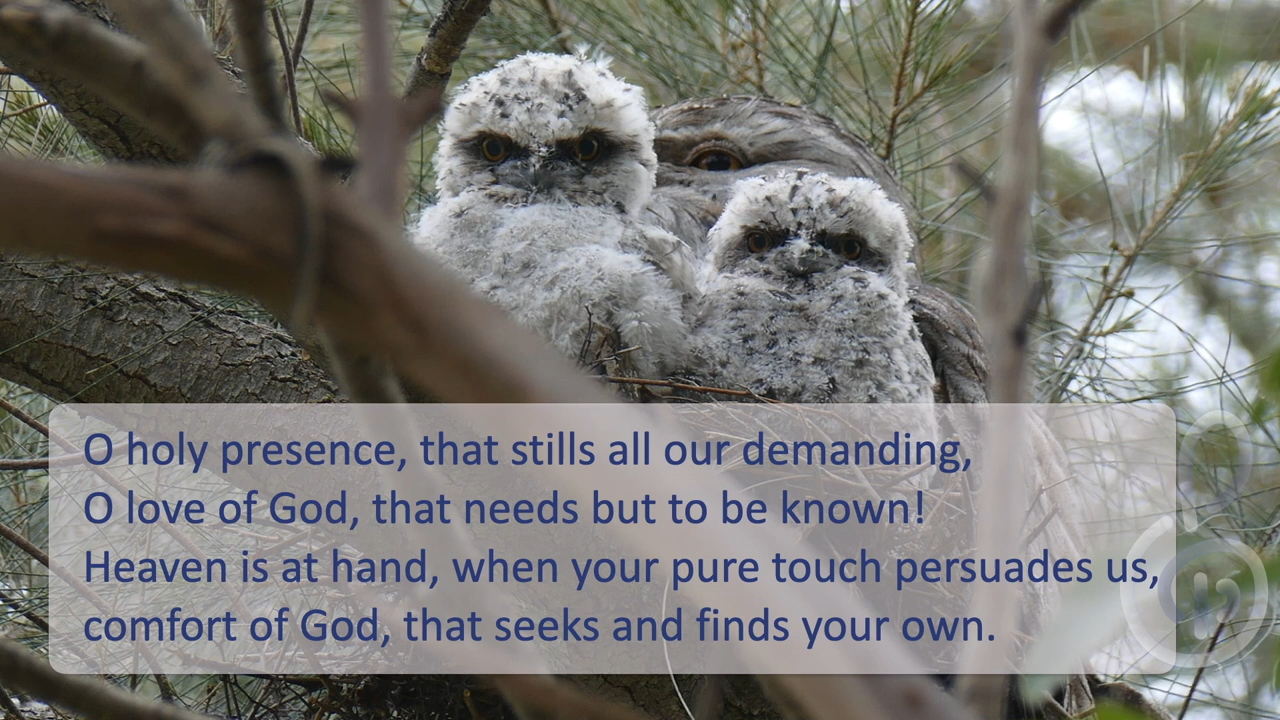 O holy presence, that stills all our demanding,
O love of God, that needs but to be known!
Heaven is at hand, when your pure touch persuades us,
comfort of God, that seeks and finds your own.